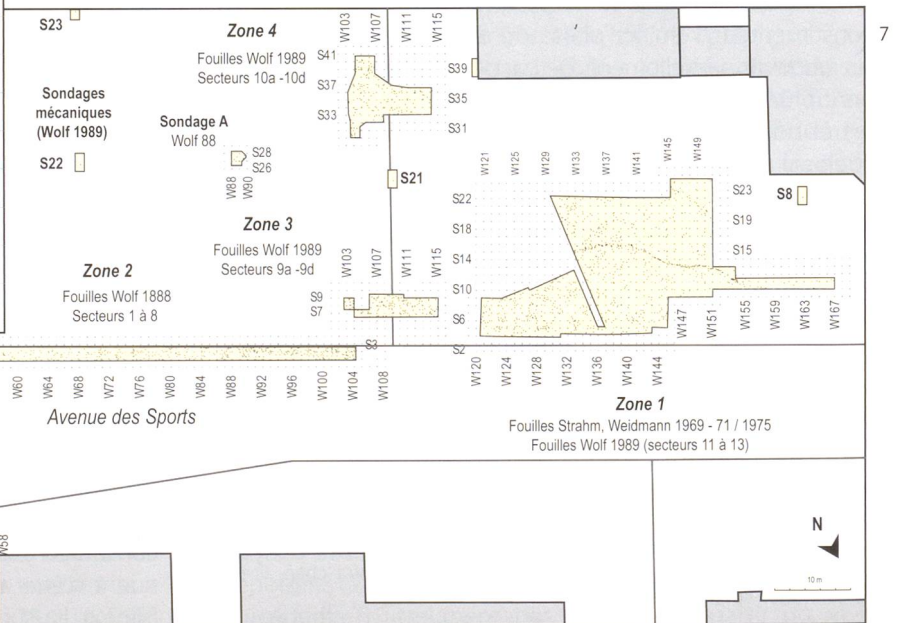 7
S23
Zone 4
Fouilles Wolf 1989
Secteurs 10a -10d
W103
W107
W111
W115
S41
S37
S33
S39
S35
S31
Sondages
mécaniques
(Wolf 1989)
S22
Sondage A
Wolf 88
S28
S26
W88
W90
S21
W121
W125
W129
W133
W137
W141
W145
W149
S22
S18
S14
S10
S6
S2
S23
S19
S15
S8
Zone 3
Fouilles Wolf 1989
Secteurs 9a -9d
W103
W107
W111
W115
S9
S7
S3
Zone 2
Fouilles Wolf 1888
Secteurs 1 à 8
W147
W151
W155
W159
W163
W167
W60
W64
W68
W72
W76
W80
W84
W88
W92
W96
W100
W104
W108
W120
W124
W128
W132
W136
W140
W144
Avenue des Sports
Zone 1
Fouilles Strahm, Weidmann 1969 - 71 / 1975
Fouilles Wolf 1989 (secteurs 11 à 13)
W58
N
10 m